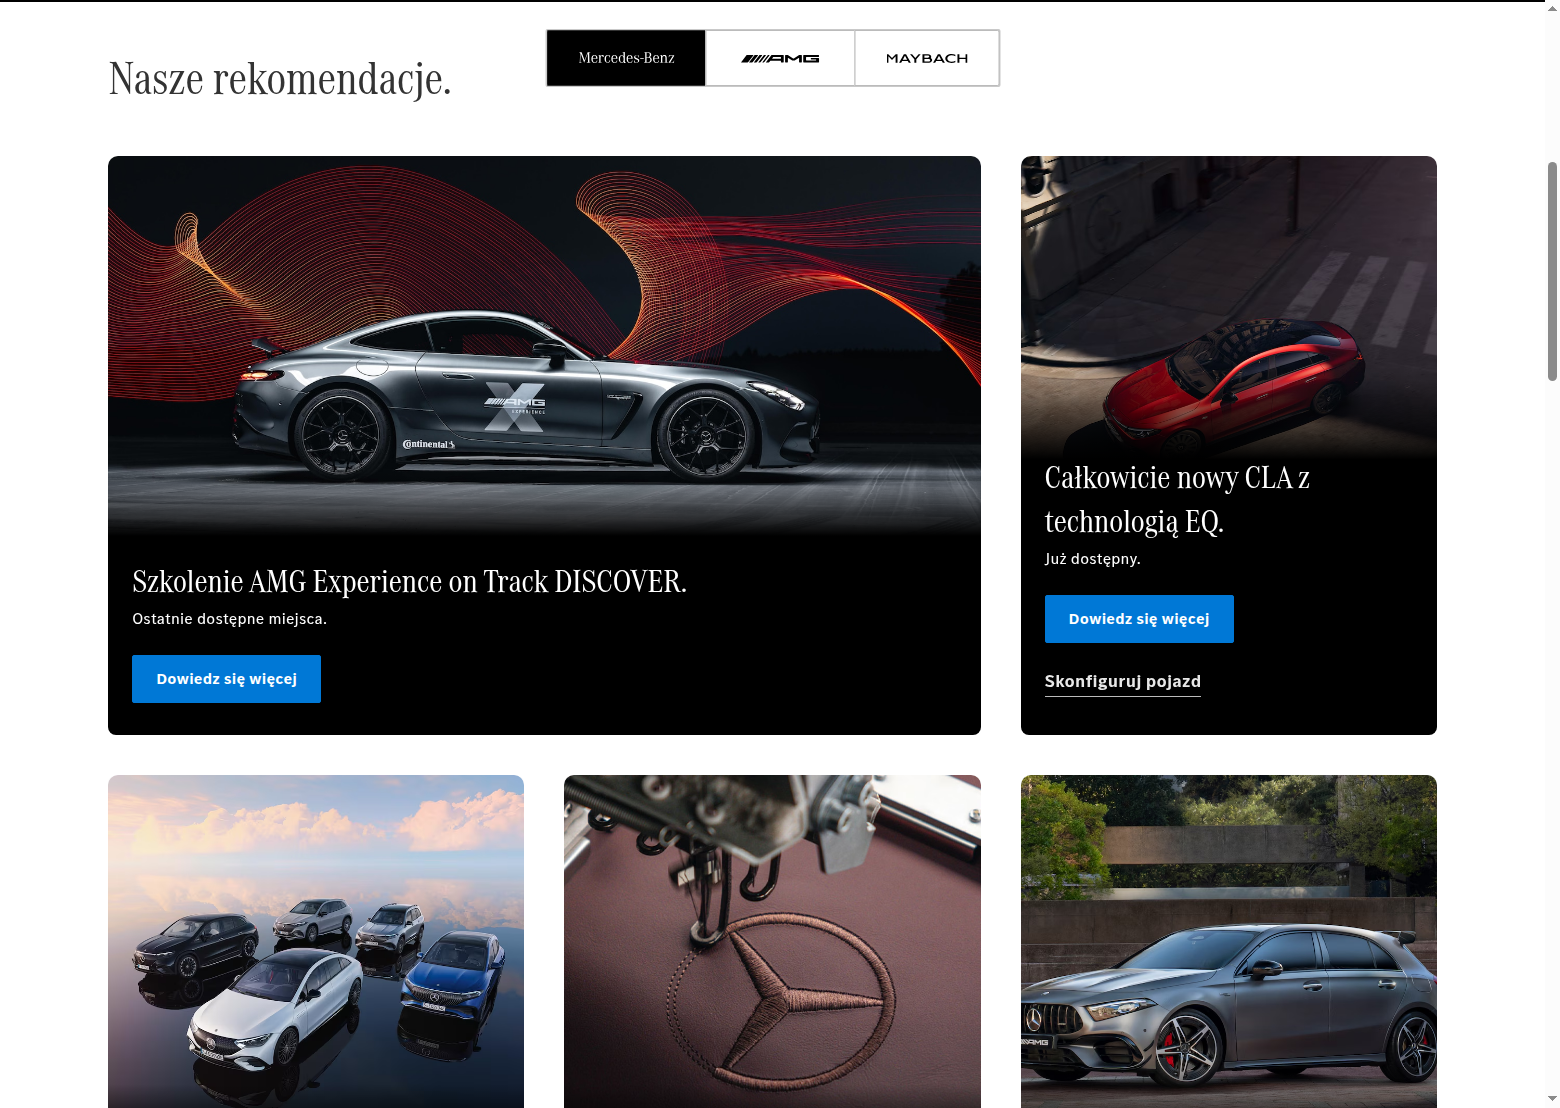 Nasze rekomendacje.
Mercedes-Benz
AMG
MAYBACH
AMG
EXPERIENCE
Continental
Szkolenie AMG Experience on Track DISCOVER.
Ostatnie dostępne miejsca.
Dowiedz się więcej
Całkowicie nowy CLA z
technologią EQ.
Już dostępny.
Dowiedz się więcej
Skonfiguruj pojazd
AMG